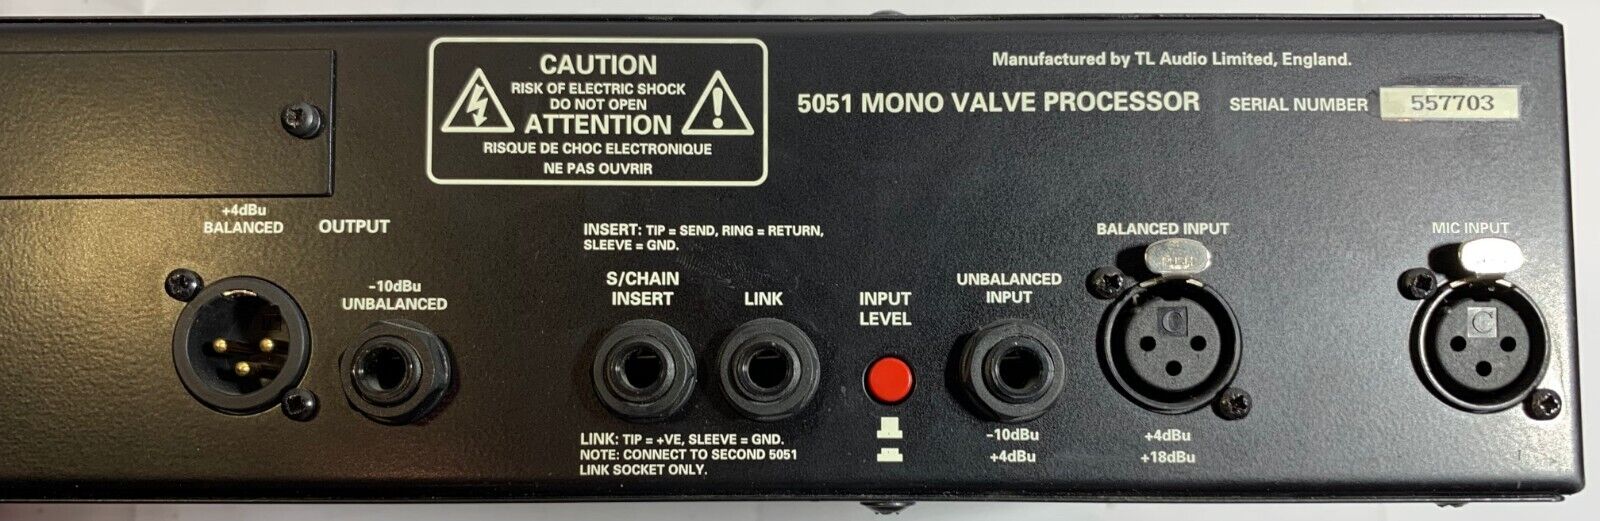 CAUTION
RISK OF ELECTRIC SHOCK
DO NOT OPEN
ATTENTION
RISQUE DE CHOC ELECTRONIQUE
NE PAS OUVRIR
Manufactured by TL Audio Limited, England.
5051 MONO VALVE PROCESSOR SERIAL NUMBER 557703
+4dBu
BALANCED
OUTPUT
-10dBu
UNBALANCED
INSERT: TIP = SEND, RING = RETURN,
SLEEVE = GND.
S/CHAIN
INSERT
LINK
INPUT
LEVEL
UNBALANCED
INPUT
BALANCED INPUT
MIC INPUT
PUSH
C
C
LINK: TIP = +VE, SLEEVE = GND.
NOTE: CONNECT TO SECOND 5051
LINK SOCKET ONLY.
-10dBu +4dBu
+4dBu +18dBu